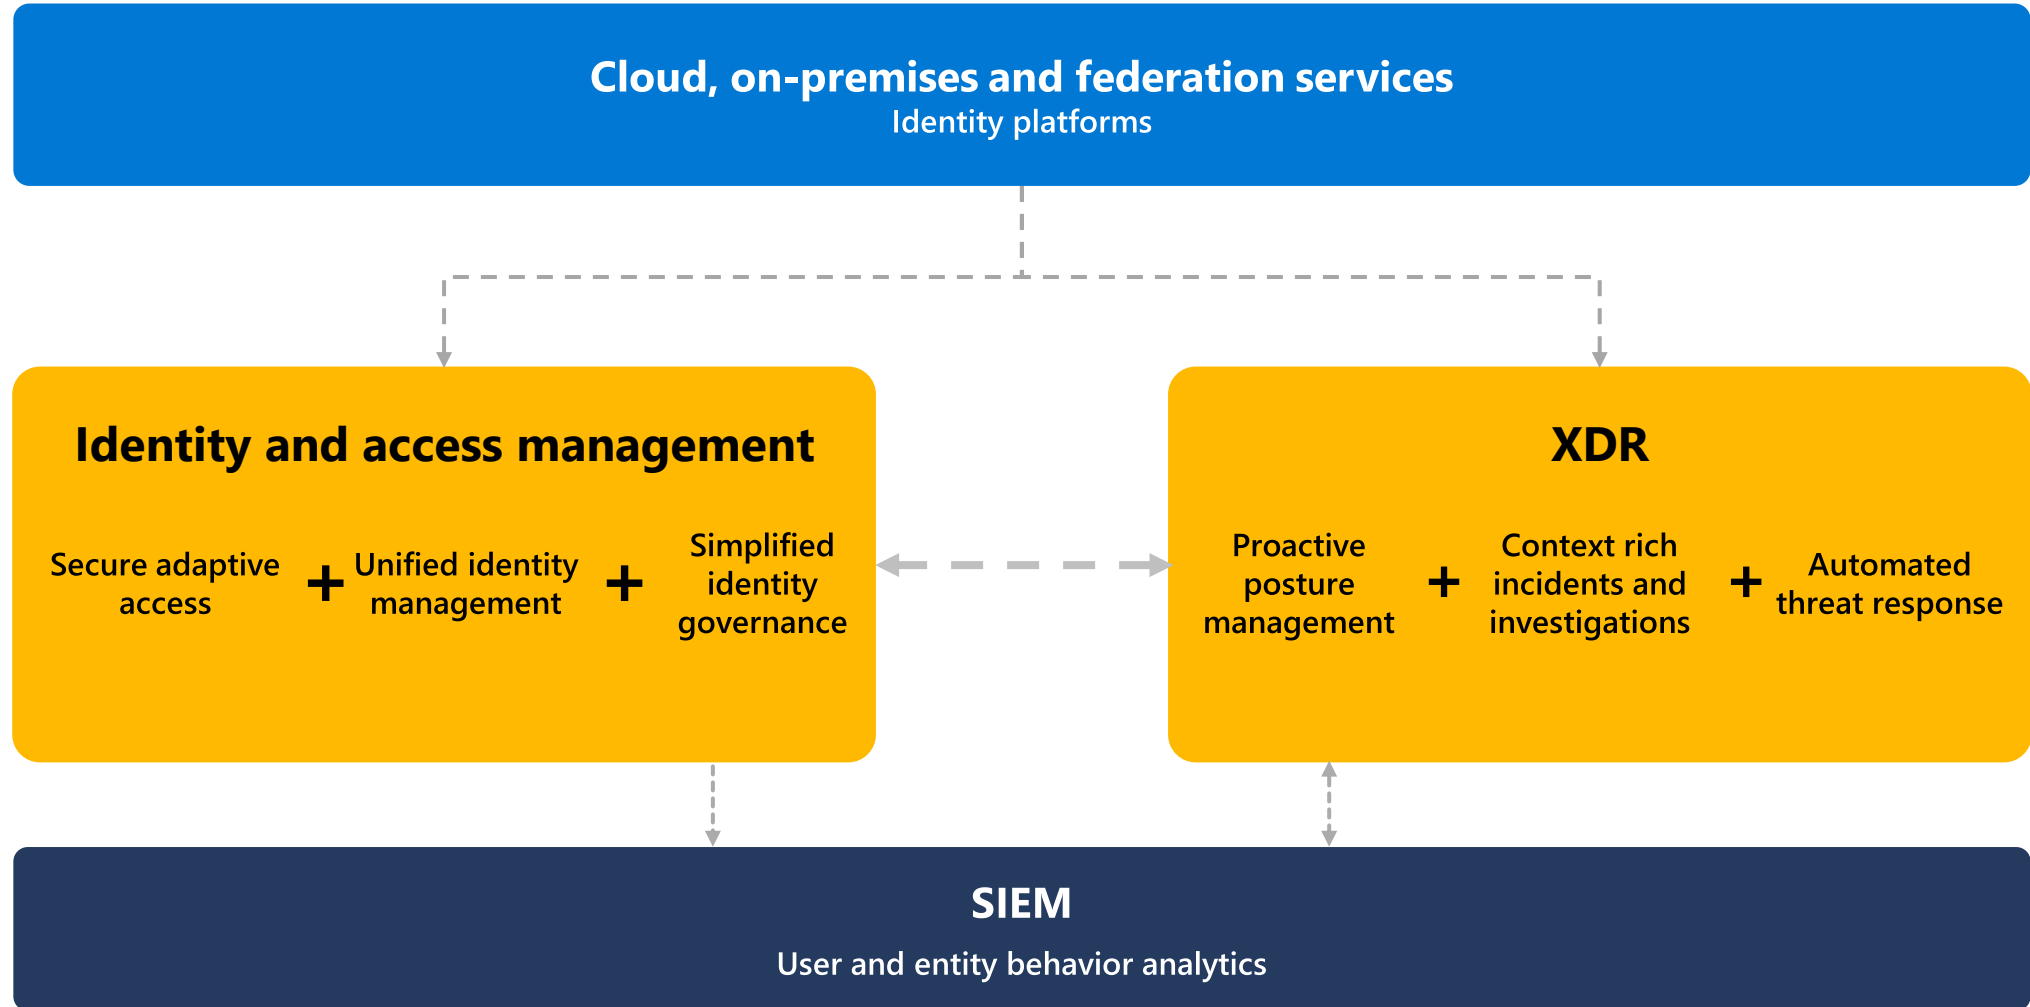 Cloud, on-premises and federation services
Identity platforms
Identity and access management
Secure adaptive
access
+
Unified identity
management
+
Simplified
identity
governance
XDR
Proactive
posture
management
+
Context rich
incidents and
investigations
+
Automated
threat response
SIEM
User and entity behavior analytics